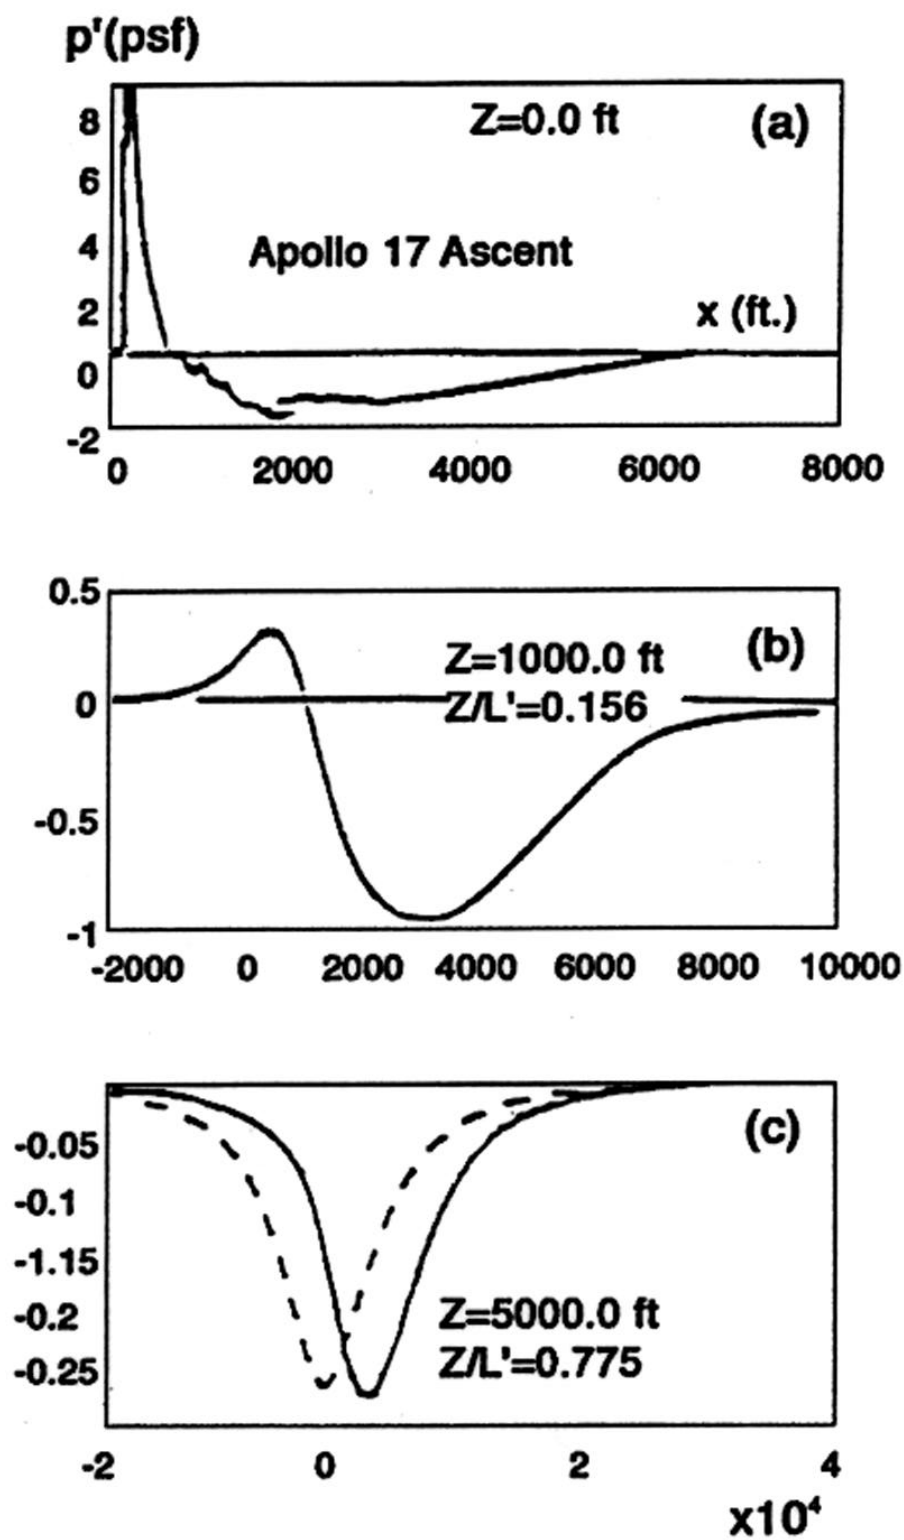 p'(psf)
8
Z=0.0 ft
(a)
6
4
Apollo 17 Ascent
2
x (ft.)
0
-2
0 2000 4000 6000 8000
0.5
(b)
Z=1000.0 ft
0
Z/L'=0.156
-0.5
-1
-2000 0 2000 4000 6000 8000 10000
(c)
-0.05
-0.1
-1.15
-0.2
Z=5000.0 ft
-0.25
Z/L'=0.775
-2 0 2 4
x10⁴